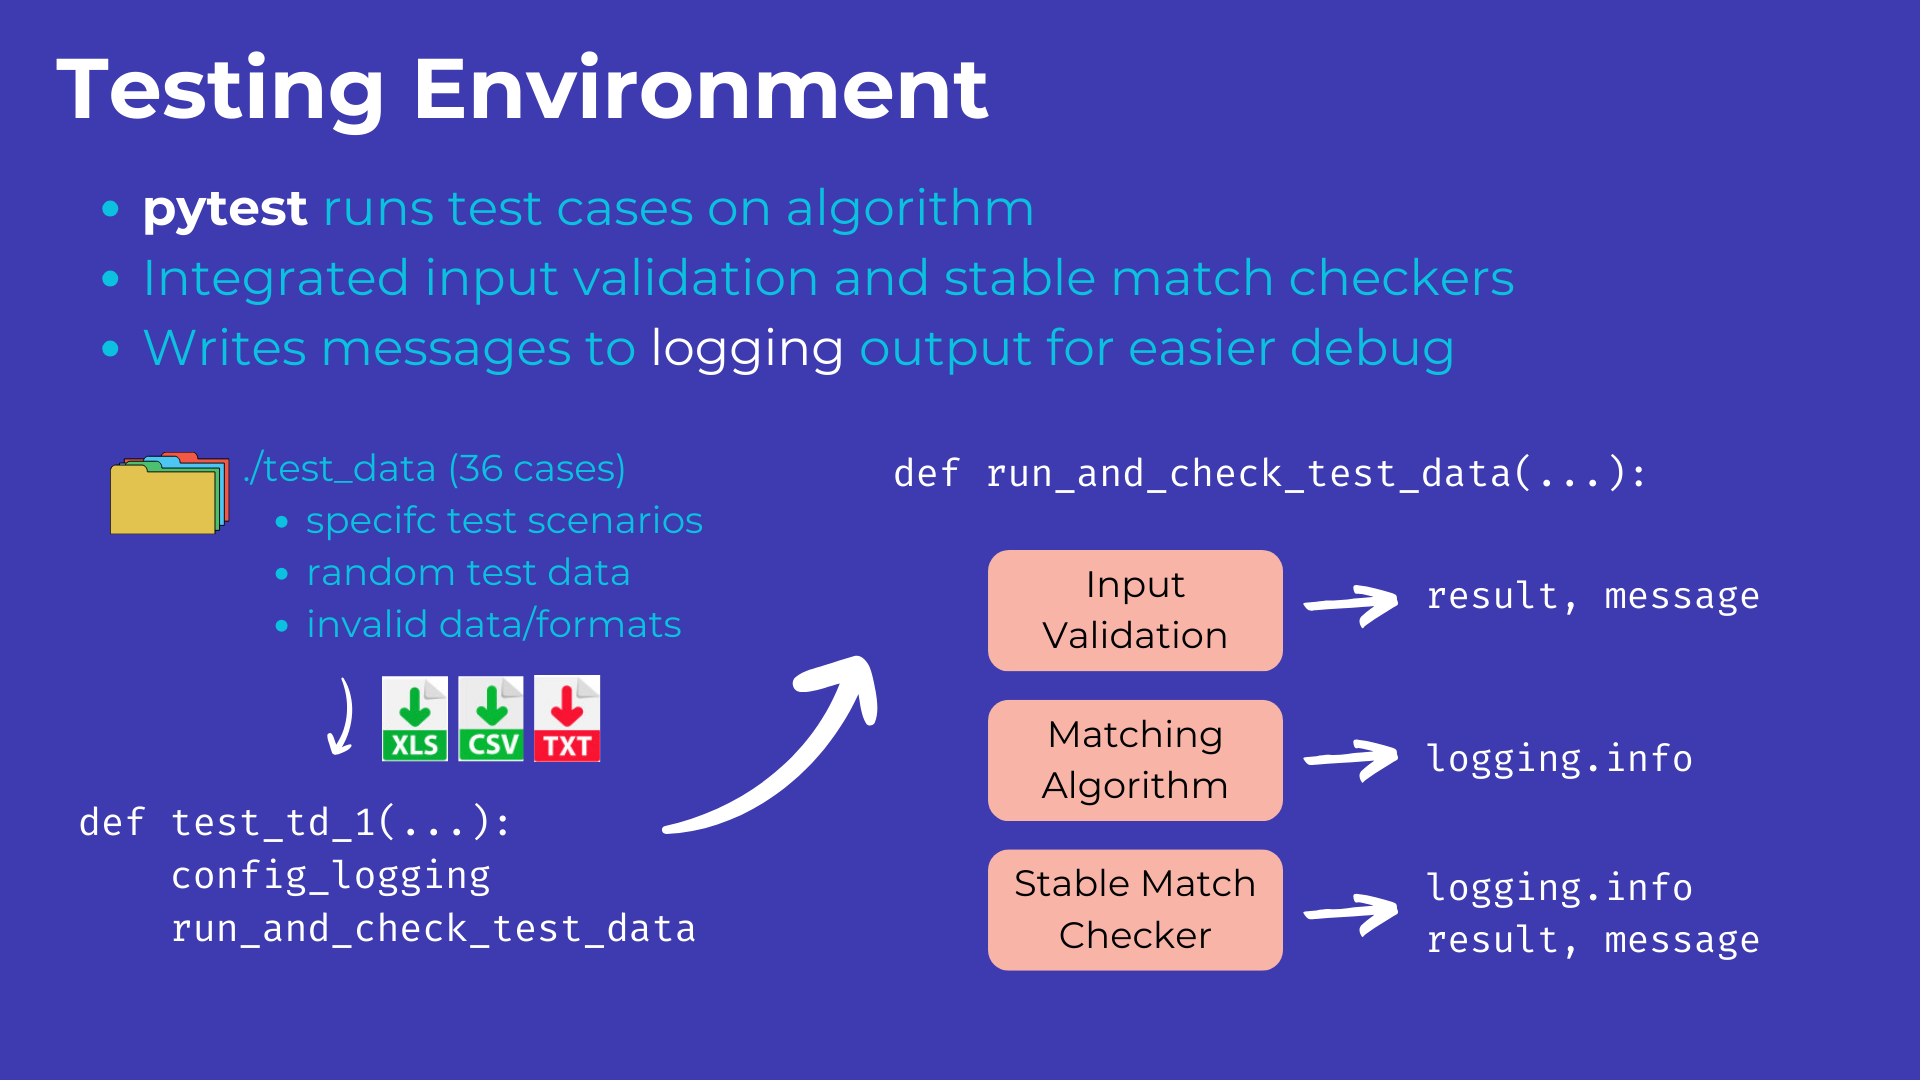 Testing Environment
• pytest runs test cases on algorithm
• Integrated input validation and stable match checkers
• Writes messages to logging output for easier debug
./test_data (36 cases)
• specifc test scenarios
• random test data
• invalid data/formats
XLS CSV TXT
def test_td_1(...):
    config_logging
    run_and_check_test_data
def run_and_check_test_data(...):
Input
Validation
result, message
Matching
Algorithm
logging.info
Stable Match
Checker
logging.info
result, message